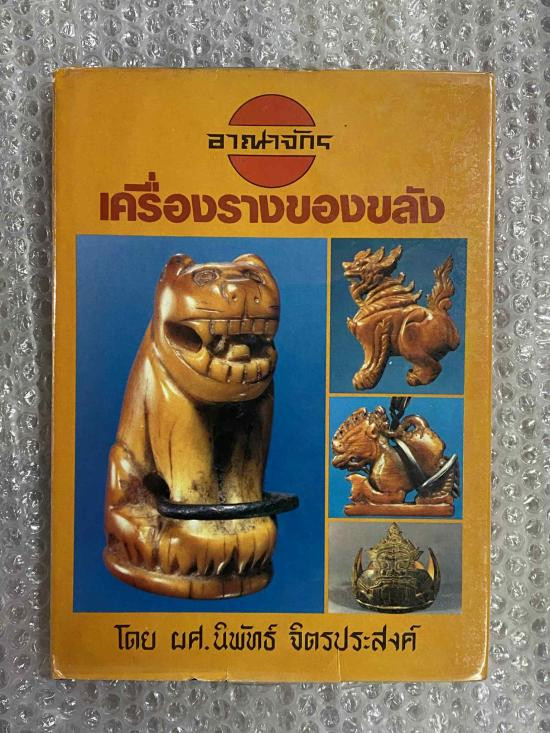 อาณาจักร
เครื่องรางของขลัง
โดย ผศ.นิพัทธ์ จิตรประสงค์